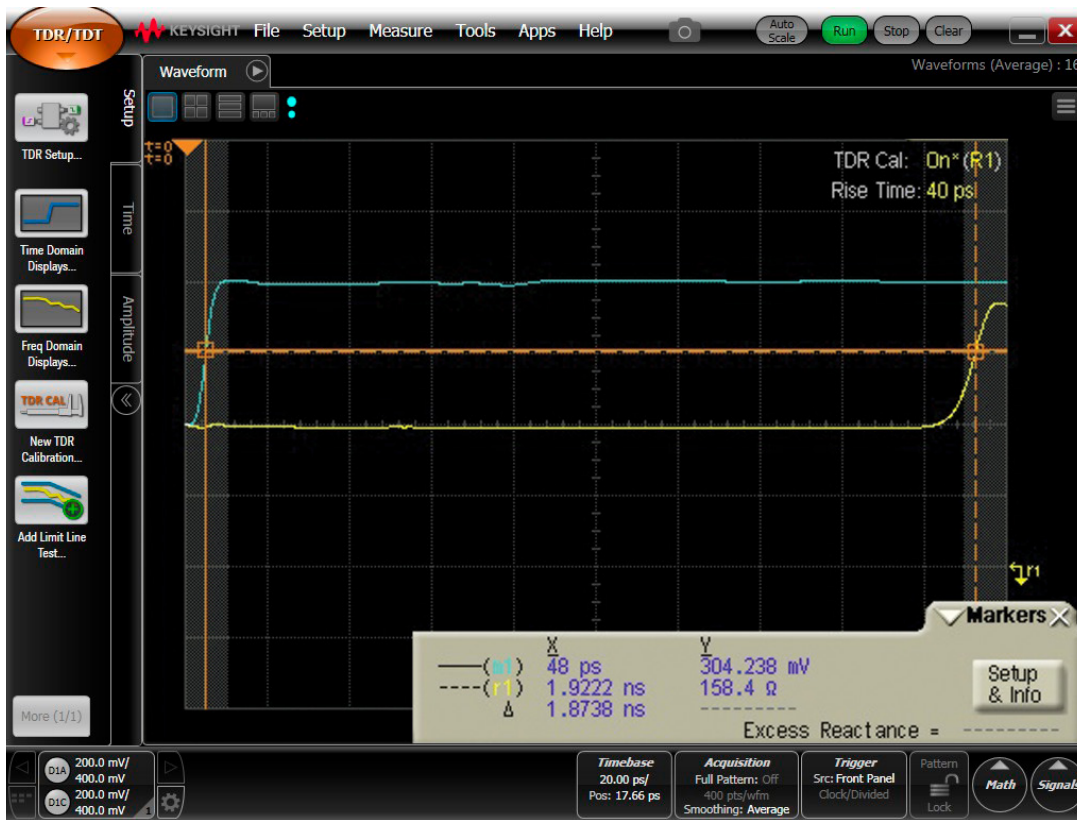 TDR/TDT
KEYSIGHT File Setup Measure Tools Apps Help
Auto Scale
Run
Stop
Clear
X
Waveform
Waveforms (Average) : 16
Setup
Time
Amplitude
TDR Setup...
Time Domain
Displays...
Freq Domain
Displays...
TDR CAL
New TDR
Calibration...
Add Limit Line
Test...
More (1/1)
t=0
t=0
TDR Cal: On*(R1)
Rise Time: 40 ps
r1
Markers X
X Y
(m1) 48 ps 304.238 mV
(r1) 1.9222 ns 158.4 Ω
Δ 1.8738 ns ---------
Excess Reactance = ---------
Setup
& Info
D1A 200.0 mV/
400.0 mV
D1C 200.0 mV/
400.0 mV
1
Timebase
20.00 ps/
Pos: 17.66 ps
Acquisition
Full Pattern: Off
400 pts/wfm
Smoothing: Average
Trigger
Src: Front Panel
Clock/Divided
Pattern
Lock
Math
Signals